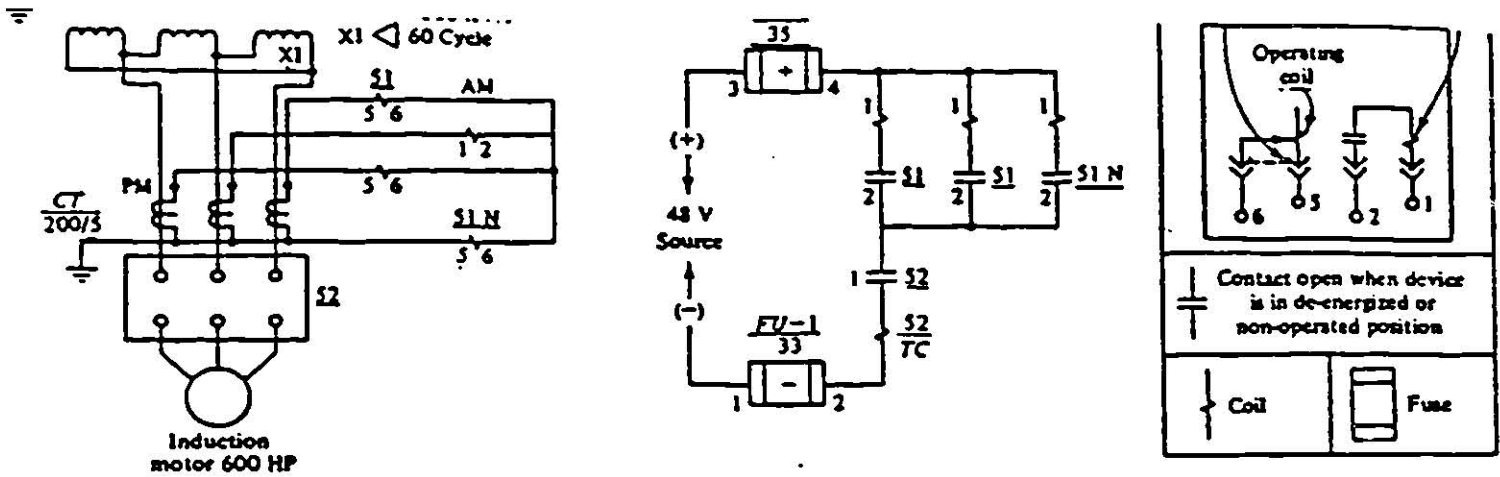 X1
X1
60 Cycle
51
5 6
AM
1 2
5 6
PM
CT
200/5
51 N
5 6
52
Induction
motor 600 HP
35
3
+
4
(+)
48 V
Source
(−)
1
51
2
1
51
2
1
51 N
2
1
52
52
TC
FU-1
33
1
−
2
Operating
coil
6
5
2
1
Contact open when device
is in de-energized or
non-operated position
Coil
Fuse